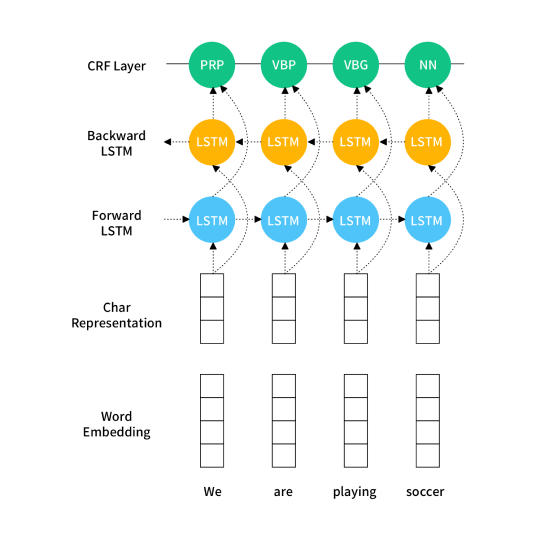 CRF Layer
PRP VBP VBG NN
Backward
LSTM
LSTM LSTM LSTM LSTM
Forward
LSTM
LSTM LSTM LSTM LSTM
Char
Representation
Word
Embedding
We are playing soccer